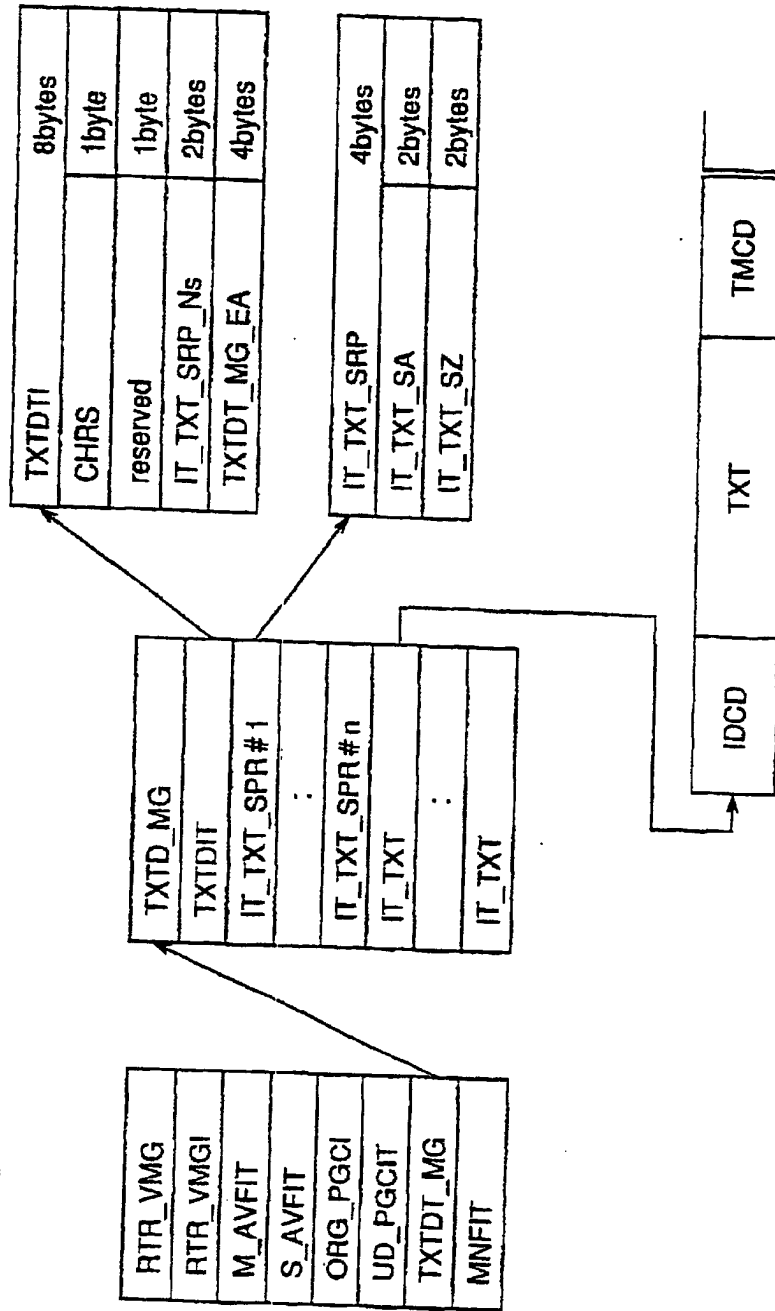 RTR_VMG
RTR_VMGI
M_AVFIT
S_AVFIT
ORG_PGCI
UD_PGCIT
TXTDT_MG
MNFIT
TXTD_MG
TXTDIT
IT_TXT_SPR#1
:
IT_TXT_SPR#n
IT_TXT
:
IT_TXT
TXTDTI 8bytes
CHRS 1byte
reserved 1byte
IT_TXT_SRP_Ns 2bytes
TXTDT_MG_EA 4bytes
IT_TXT_SRP 4bytes
IT_TXT_SA 2bytes
IT_TXT_SZ 2bytes
IDCD TXT TMCD